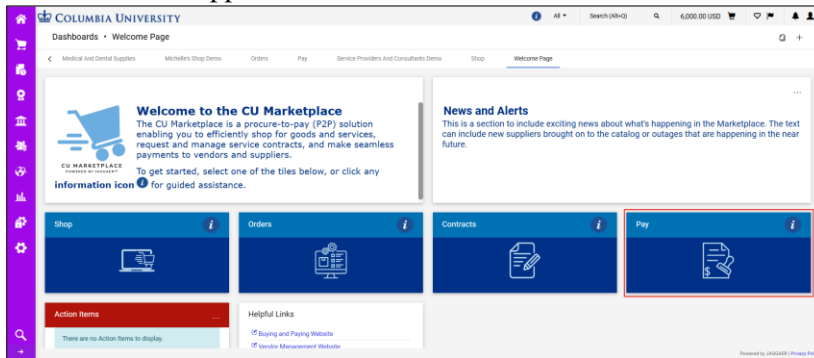 COLUMBIA UNIVERSITY
All
Search (Alt+Q)
6,000.00 USD
Dashboards • Welcome Page
Medical And Dental Supplies
Michelle's Shop Demo
Orders
Pay
Service Providers And Consultants Demo
Shop
Welcome Page
CU MARKETPLACE
POWERED BY JAGGAER
Welcome to the CU Marketplace
The CU Marketplace is a procure-to-pay (P2P) solution
enabling you to efficiently shop for goods and services,
request and manage service contracts, and make seamless
payments to vendors and suppliers.
To get started, select one of the tiles below, or click any
information icon i for guided assistance.
News and Alerts
This is a section to include exciting news about what's happening in the Marketplace. The text
can include new suppliers brought on to the catalog or outages that are happening in the near
future.
Shop
Orders
Contracts
Pay
Action Items
There are no Action Items to display.
Helpful Links
Buying and Paying Website
Vendor Management Website
Powered by JAGGAER | Privacy Pol